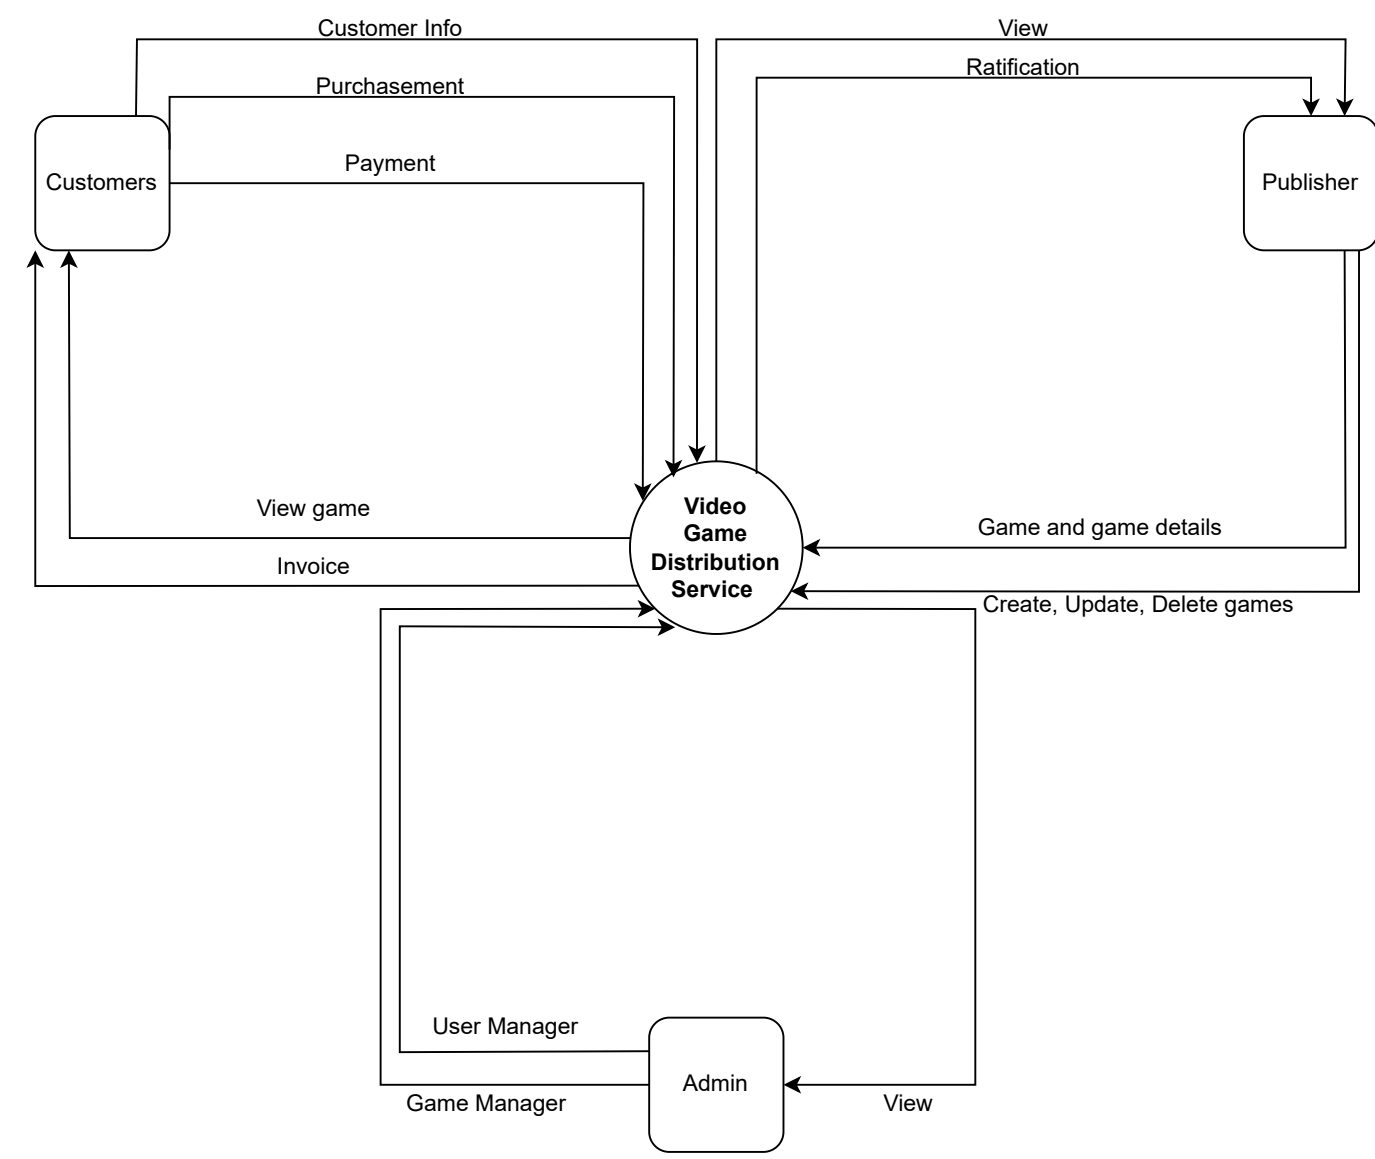 Customer Info
View
Ratification
Purchasement
Payment
Customers
Publisher
View game
Video
Game
Distribution
Service
Game and game details
Invoice
Create, Update, Delete games
User Manager
Admin
Game Manager
View